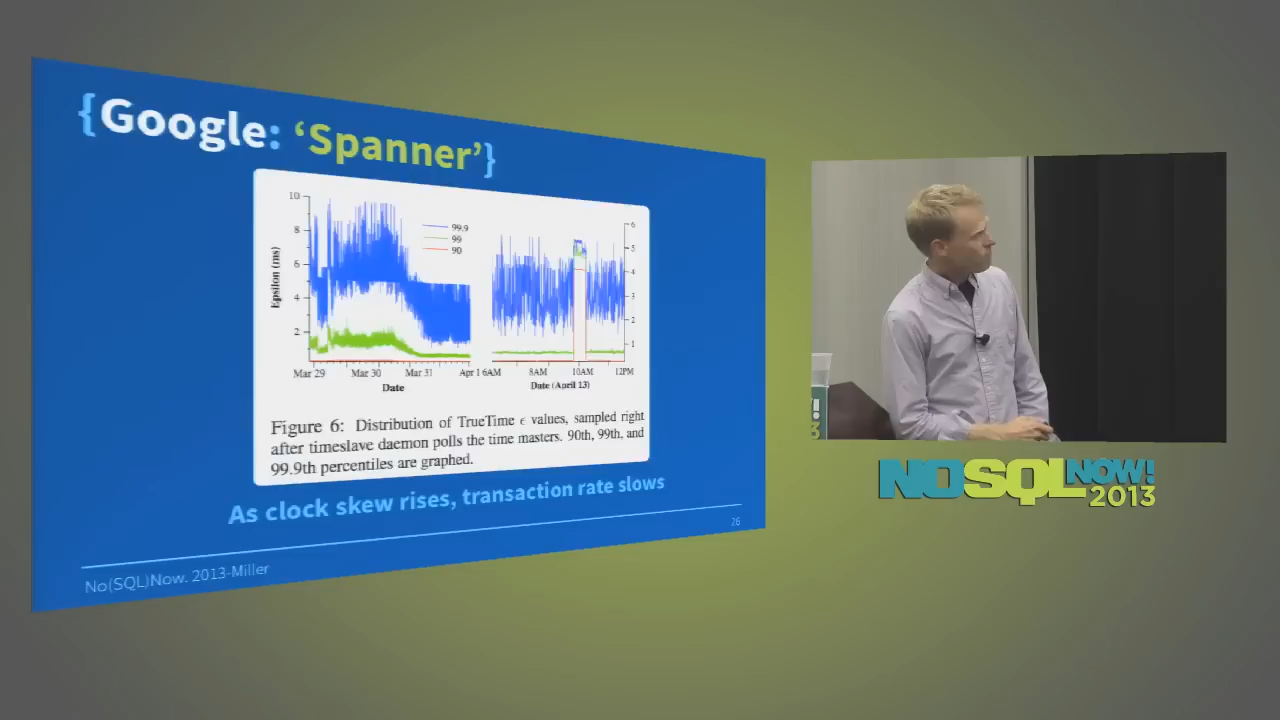 {Google: ‘Spanner’}
10
8
6
4
2
Epsilon (ms)
99.9
99
90
Mar 29 Mar 30 Mar 31 Apr 1
Date
6
5
4
3
2
1
6AM 8AM 10AM 12PM
Date (April 13)
Figure 6: Distribution of TrueTime ϵ values, sampled right
after timeslave daemon polls the time masters. 90th, 99th, and
99.9th percentiles are graphed.
As clock skew rises, transaction rate slows
26
No(SQL)Now. 2013-Miller
!
3
NOSQL NOW!
2013